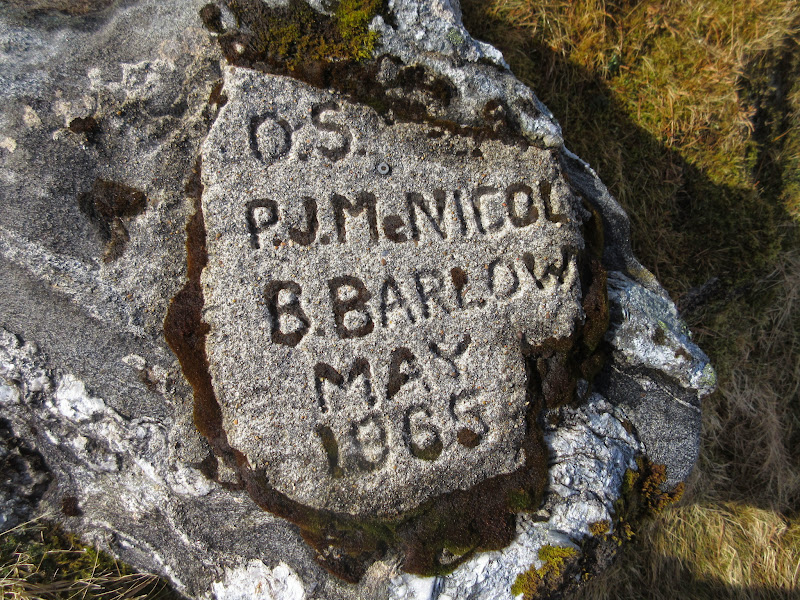 O.S.
P.J. McNICOL
B. BARLOW
MAY
1965